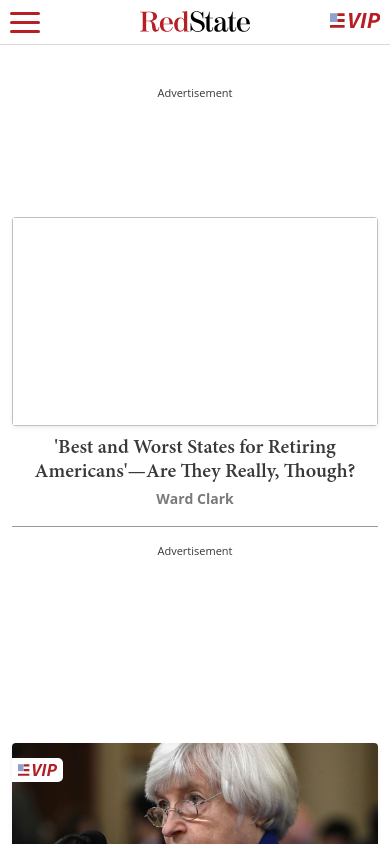 RedState
VIP
Advertisement
'Best and Worst States for Retiring
Americans'—Are They Really, Though?
Ward Clark
Advertisement
VIP